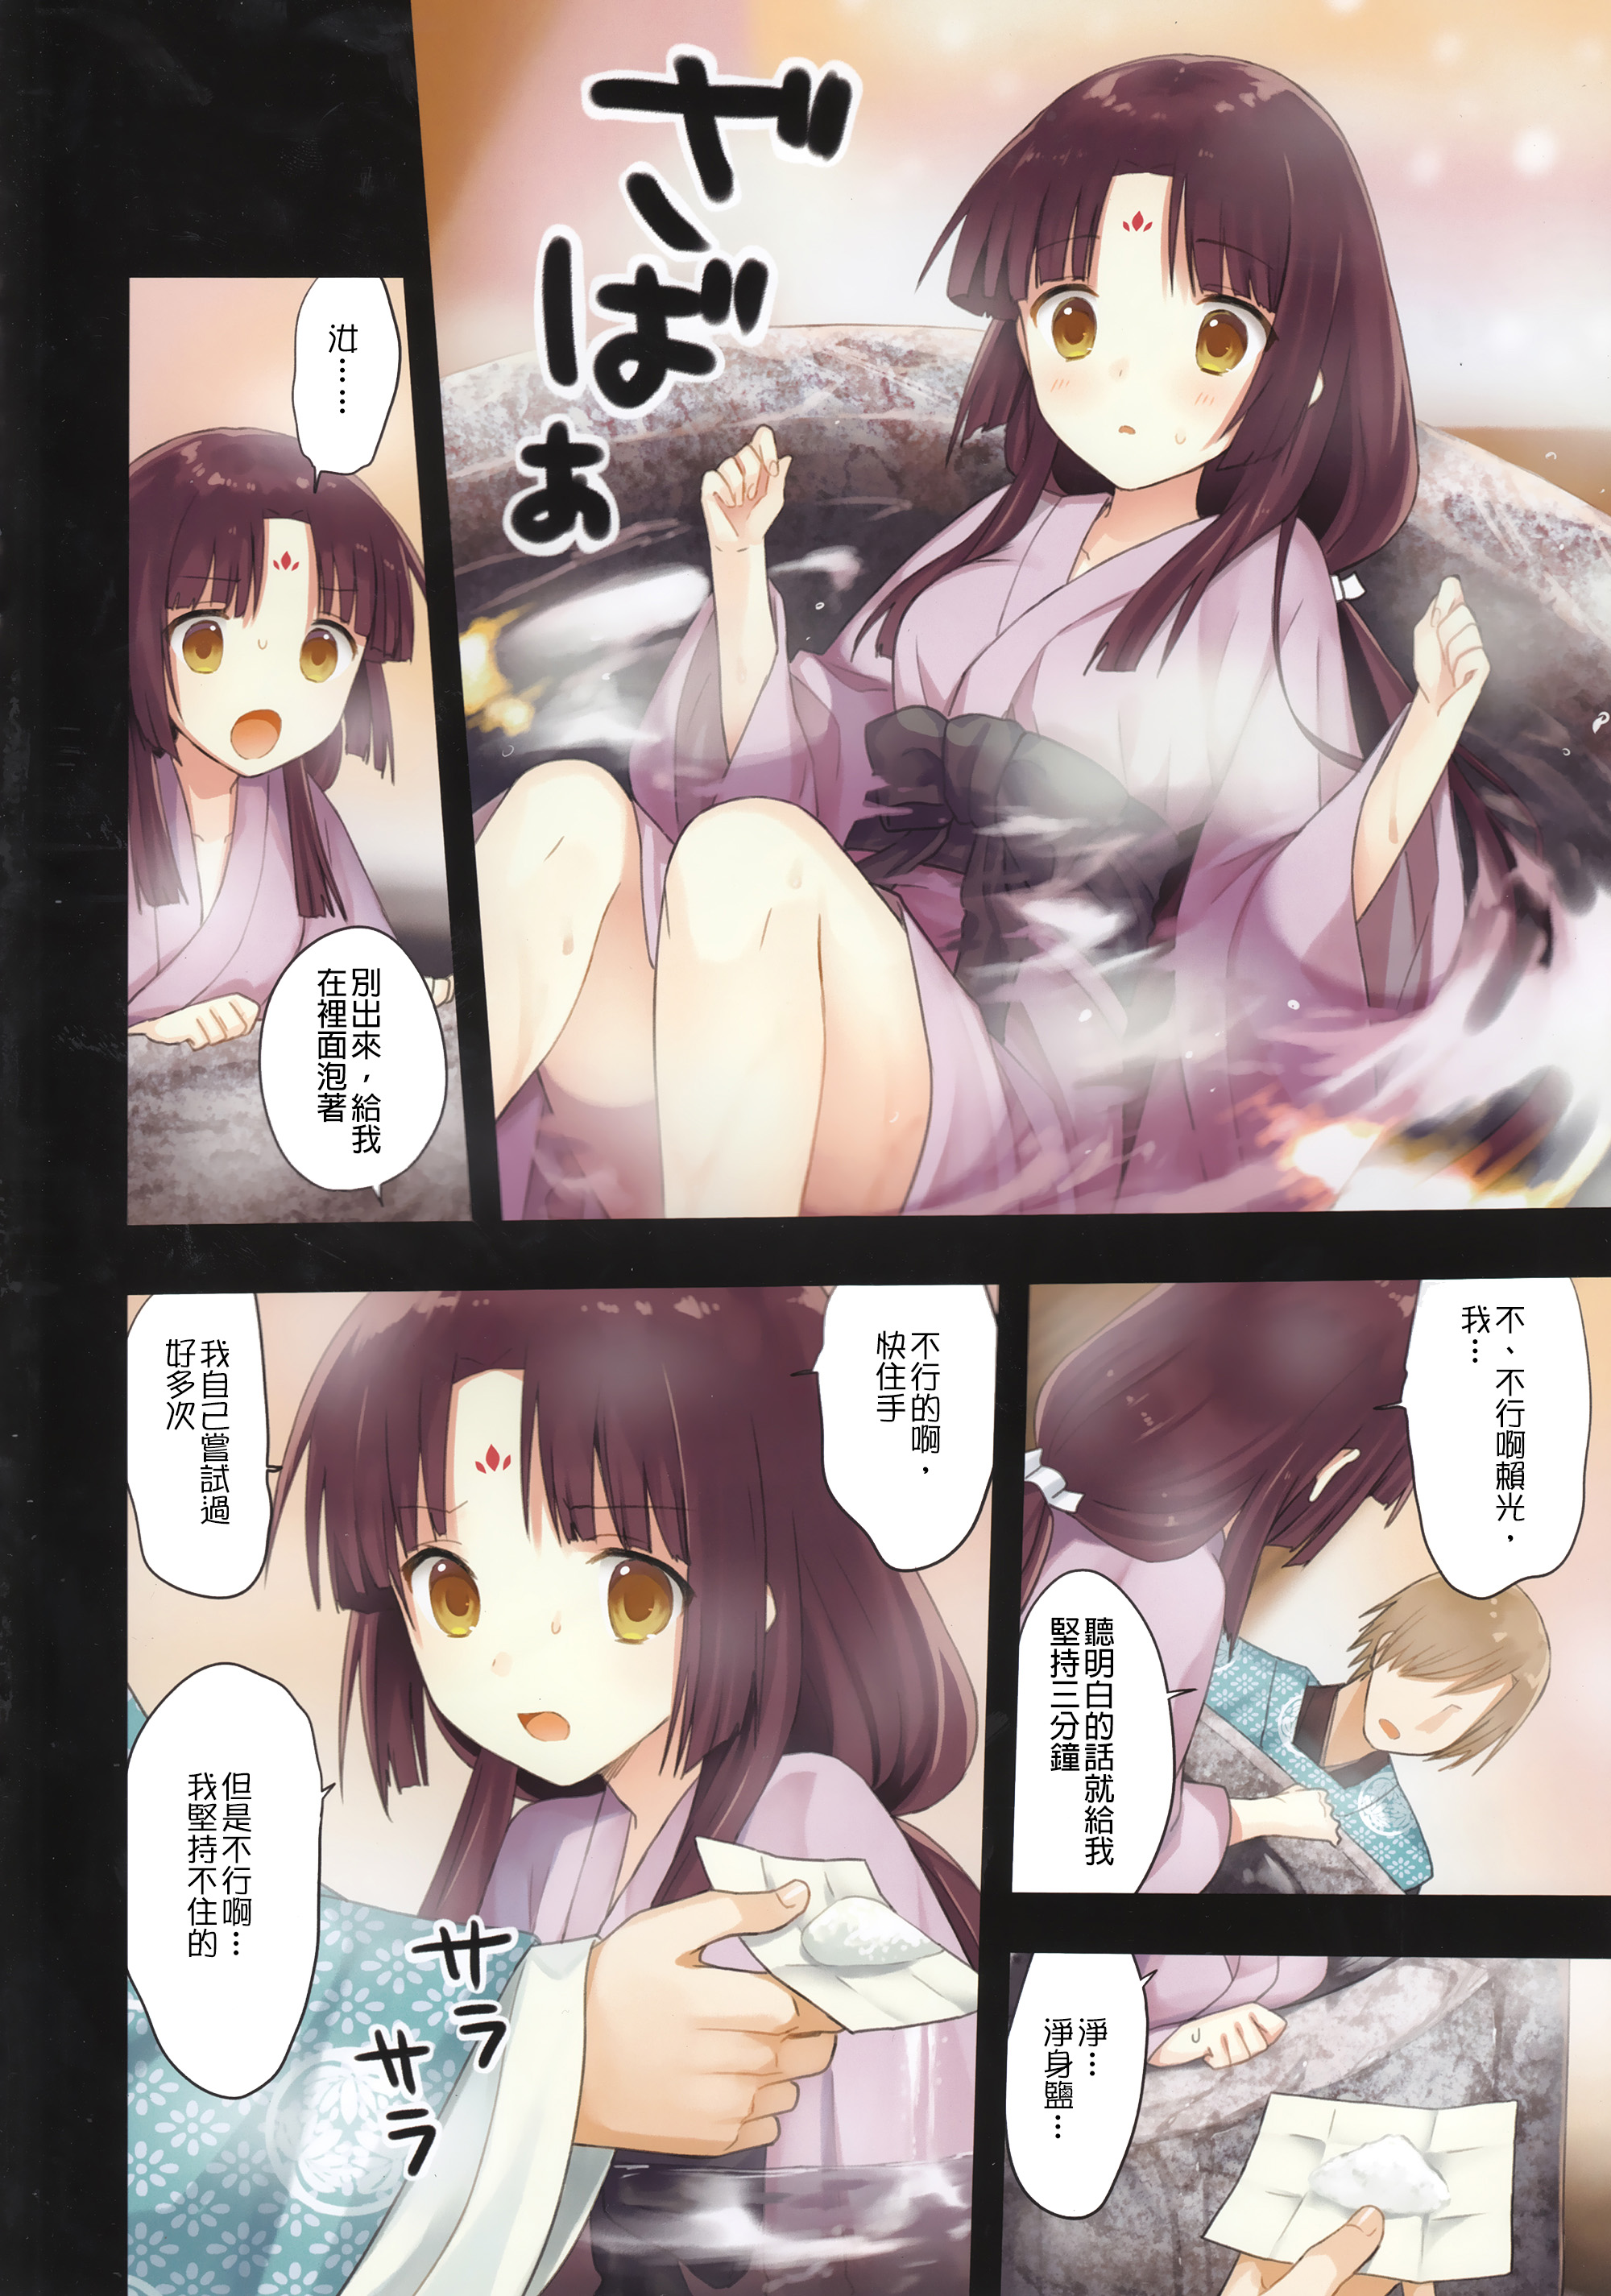 ざばぁ
汝……
別出來，給我
在裡面泡著
不、不行啊賴光，
我…
聽明白的話就給我
堅持三分鐘
淨…
淨身鹽…
不行的啊，
快住手
サラ
サラ
我自己嘗試過
好多次
但是不行啊…
我堅持不住的